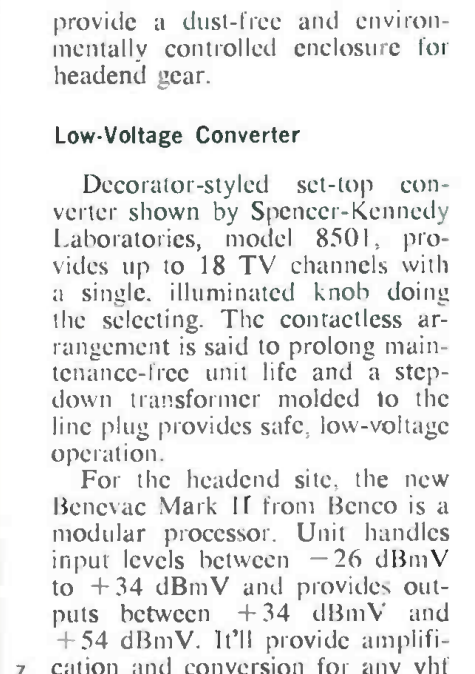 provide a dust-free and environ-
mentally controlled enclosure for
headend gear.
Low-Voltage Converter
Decorator-styled set-top con-
verter shown by Spencer-Kennedy
Laboratories, model 8501, pro-
vides up to 18 TV channels with
a single, illuminated knob doing
the selecting. The contactless ar-
rangement is said to prolong main-
tenance-free unit life and a step-
down transformer molded to the
line plug provides safe, low-voltage
operation.
For the headend site, the new
Benevac Mark II from Benco is a
modular processor. Unit handles
input levels between −26 dBmV
to +34 dBmV and provides out-
puts between +34 dBmV and
+54 dBmV. It'll provide amplifi-
7 cation and conversion for any vhf